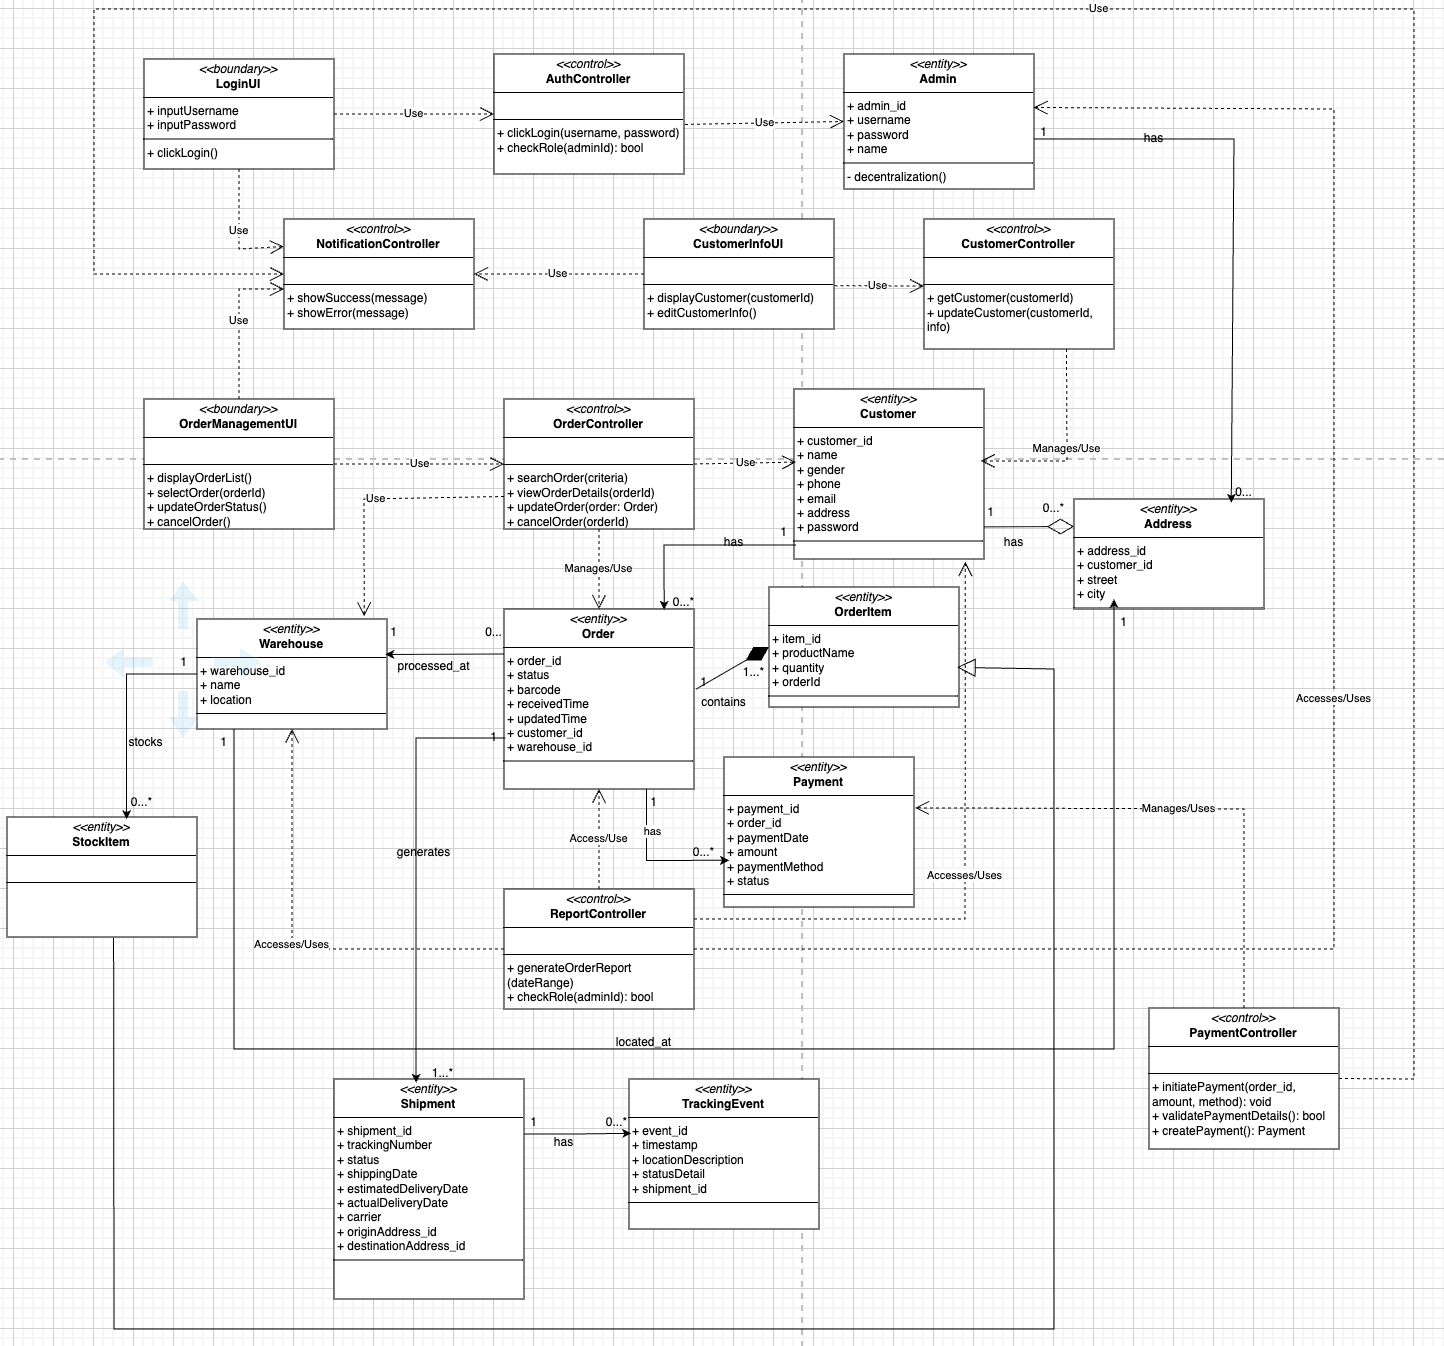 Use
<<boundary>>
LoginUI
+ inputUsername
+ inputPassword
+ clickLogin()
Use
<<control>>
AuthController
+ clickLogin(username, password)
+ checkRole(adminId): bool
Use
<<entity>>
Admin
+ admin_id
+ username
+ password
+ name
- decentralization()
1
has
Use
<<control>>
NotificationController
+ showSuccess(message)
+ showError(message)
Use
<<boundary>>
CustomerInfoUI
+ displayCustomer(customerId)
+ editCustomerInfo()
Use
<<control>>
CustomerController
+ getCustomer(customerId)
+ updateCustomer(customerId,
info)
Use
<<boundary>>
OrderManagementUI
+ displayOrderList()
+ selectOrder(orderId)
+ updateOrderStatus()
+ cancelOrder()
Use
<<control>>
OrderController
+ searchOrder(criteria)
+ viewOrderDetails(orderId)
+ updateOrder(order: Order)
+ cancelOrder(orderId)
Use
Use
Manages/Use
<<entity>>
Customer
+ customer_id
+ name
+ gender
+ phone
+ email
+ address
+ password
Manages/Use
1
has
0...*
1
has
0...*
0...
<<entity>>
Address
+ address_id
+ customer_id
+ street
+ city
1
<<entity>>
Warehouse
+ warehouse_id
+ name
+ location
1
0...
processed_at
<<entity>>
Order
+ order_id
+ status
+ barcode
+ receivedTime
+ updatedTime
+ customer_id
+ warehouse_id
<<entity>>
OrderItem
+ item_id
+ productName
+ quantity
+ orderId
1
1...*
contains
Accesses/Uses
1
stocks
0...*
1
1
<<entity>>
StockItem
generates
Access/Use
1
has
0...*
<<entity>>
Payment
+ payment_id
+ order_id
+ paymentDate
+ amount
+ paymentMethod
+ status
Manages/Uses
Accesses/Uses
Accesses/Uses
<<control>>
ReportController
+ generateOrderReport
(dateRange)
+ checkRole(adminId): bool
located_at
<<control>>
PaymentController
+ initiatePayment(order_id,
amount, method): void
+ validatePaymentDetails(): bool
+ createPayment(): Payment
1...*
<<entity>>
Shipment
+ shipment_id
+ trackingNumber
+ status
+ shippingDate
+ estimatedDeliveryDate
+ actualDeliveryDate
+ carrier
+ originAddress_id
+ destinationAddress_id
1
has
0...*
<<entity>>
TrackingEvent
+ event_id
+ timestamp
+ locationDescription
+ statusDetail
+ shipment_id